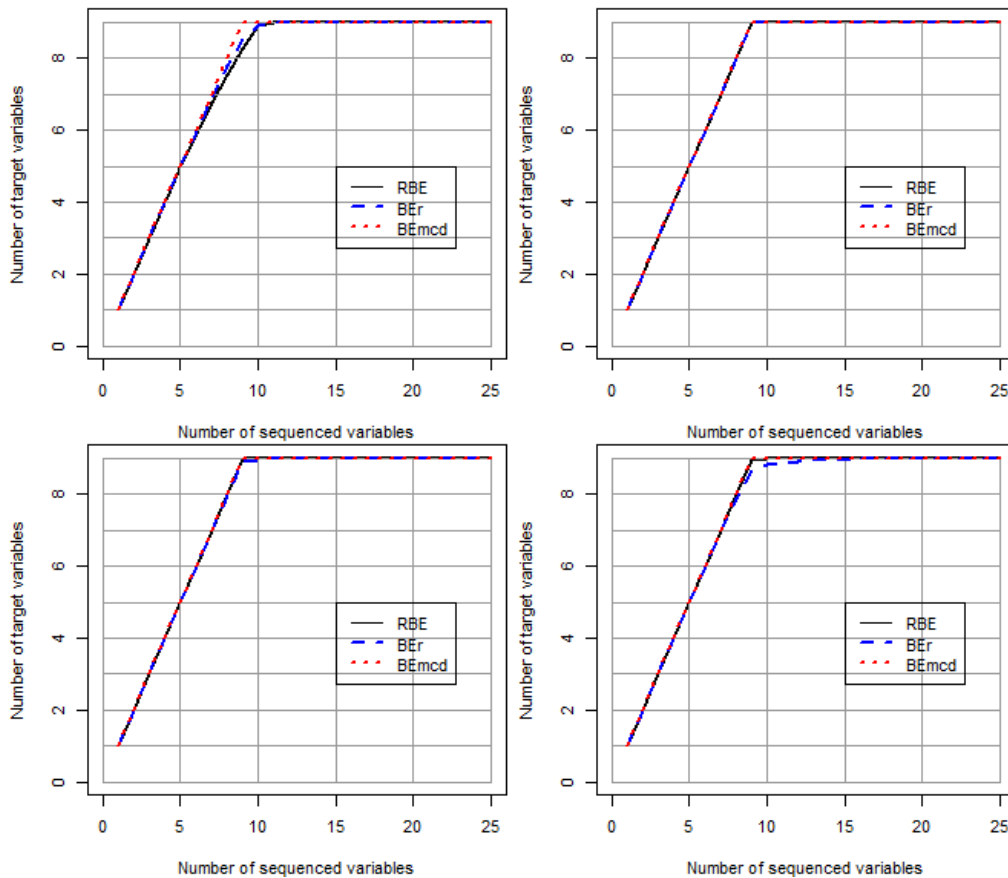 Number of target variables
8
6
4
2
0
RBE
BEr
BEmcd
0 5 10 15 20 25
Number of sequenced variables
Number of target variables
8
6
4
2
0
RBE
BEr
BEmcd
0 5 10 15 20 25
Number of sequenced variables
Number of target variables
8
6
4
2
0
RBE
BEr
BEmcd
0 5 10 15 20 25
Number of sequenced variables
Number of target variables
8
6
4
2
0
RBE
BEr
BEmcd
0 5 10 15 20 25
Number of sequenced variables